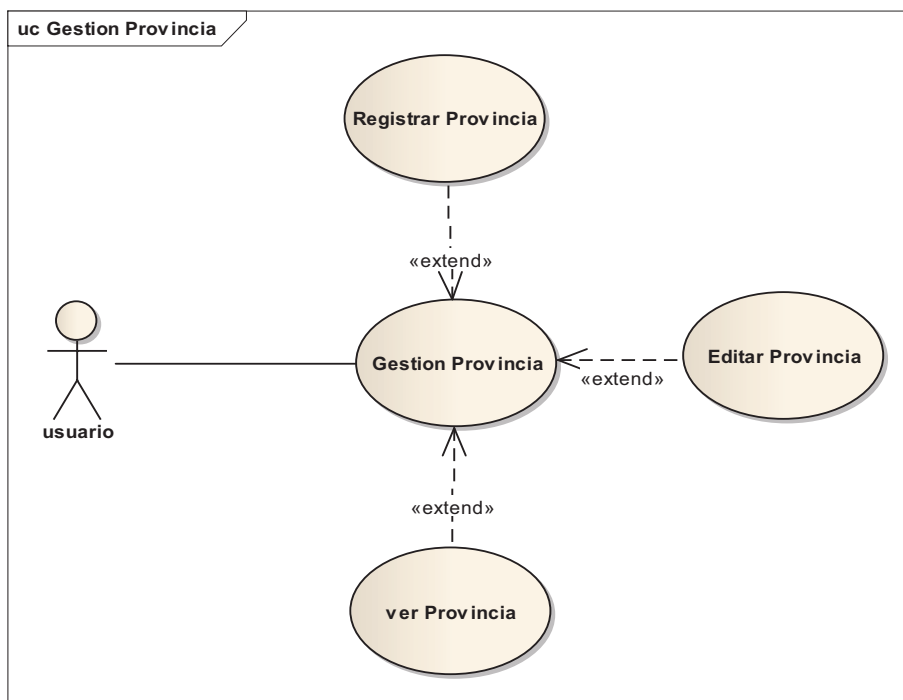 uc Gestion Provincia
Registrar Provincia
«extend»
Gestion Provincia
Editar Provincia
«extend»
usuario
«extend»
ver Provincia